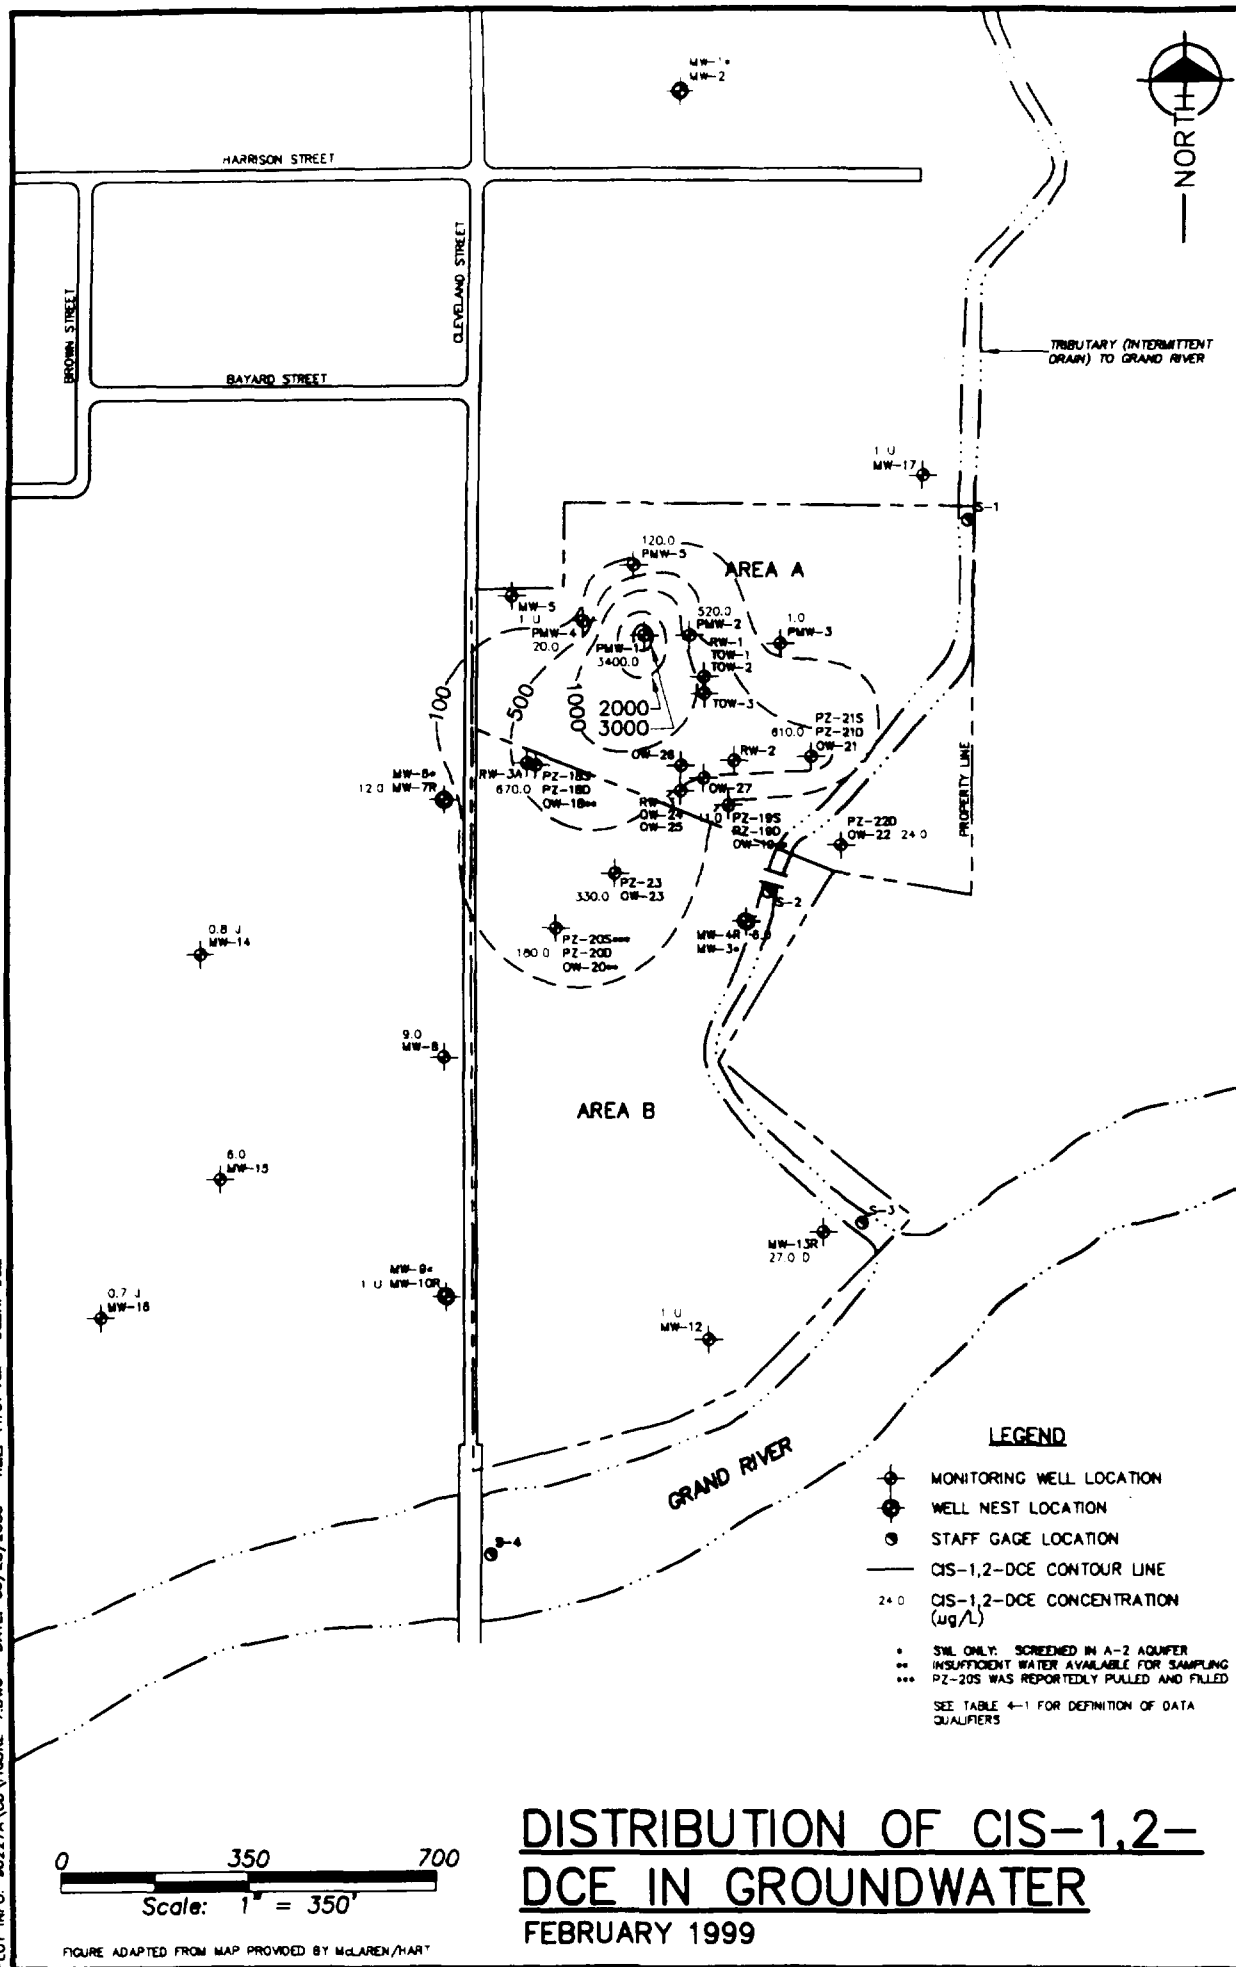 MW-1*
MW-2
NORTH
HARRISON STREET
CLEVELAND STREET
BROWN STREET
BAYARD STREET
TRIBUTARY (INTERMITTENT
DRAIN) TO GRAND RIVER
1 U
MW-17
S-1
120.0
PMW-5
AREA A
MW-5
1 U
PMW-4
20.0
520.0
PMW-2
1.0
PMW-3
PMW-1
3400.0
RW-1
TOW-1
TOW-2
TOW-3
100
500
1000
2000
3000
PZ-21S
610.0 PZ-21D
OW-21
OW-26
RW-2
MW-6*
12.0 MW-7R
RW-3A
670.0
PZ-18S
PZ-18D
OW-18**
OW-27
OW-24
OW-25
PZ-19S
PZ-19D
PZ-22D
OW-22 24.0
PROPERTY LINE
PZ-23
330.0 OW-23
S-2
MW-4R
MW-3*
0.8 J
MW-14
PZ-20S***
180.0 PZ-20D
OW-20**
9.0
MW-8
AREA B
6.0
MW-15
S-3
MW-13R
27.0 D
MW-9*
1 U MW-10R
0.7 J
MW-16
1 U
MW-12
GRAND RIVER
S-4
LEGEND
MONITORING WELL LOCATION
WELL NEST LOCATION
STAFF GAGE LOCATION
CIS-1,2-DCE CONTOUR LINE
24.0 CIS-1,2-DCE CONCENTRATION
(ug/L)
* SWL ONLY: SCREENED IN A-2 AQUIFER
** INSUFFICIENT WATER AVAILABLE FOR SAMPLING
*** PZ-20S WAS REPORTEDLY PULLED AND FILLED
SEE TABLE 4-1 FOR DEFINITION OF DATA
QUALIFIERS
0 350 700
Scale: 1" = 350'
FIGURE ADAPTED FROM MAP PROVIDED BY McLAREN/HART
DISTRIBUTION OF CIS-1,2-
DCE IN GROUNDWATER
FEBRUARY 1999